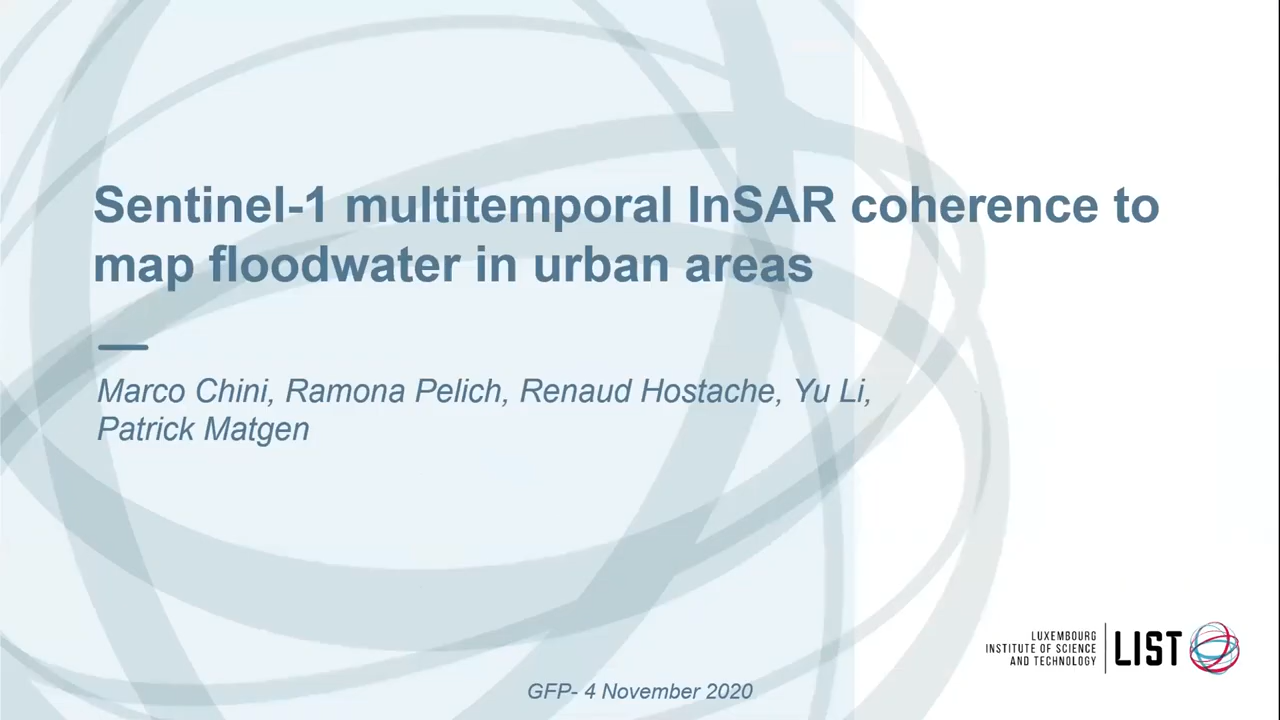 Sentinel-1 multitemporal InSAR coherence to
map floodwater in urban areas
Marco Chini, Ramona Pelich, Renaud Hostache, Yu Li,
Patrick Matgen
LUXEMBOURG
INSTITUTE OF SCIENCE
AND TECHNOLOGY
LIST
GFP- 4 November 2020